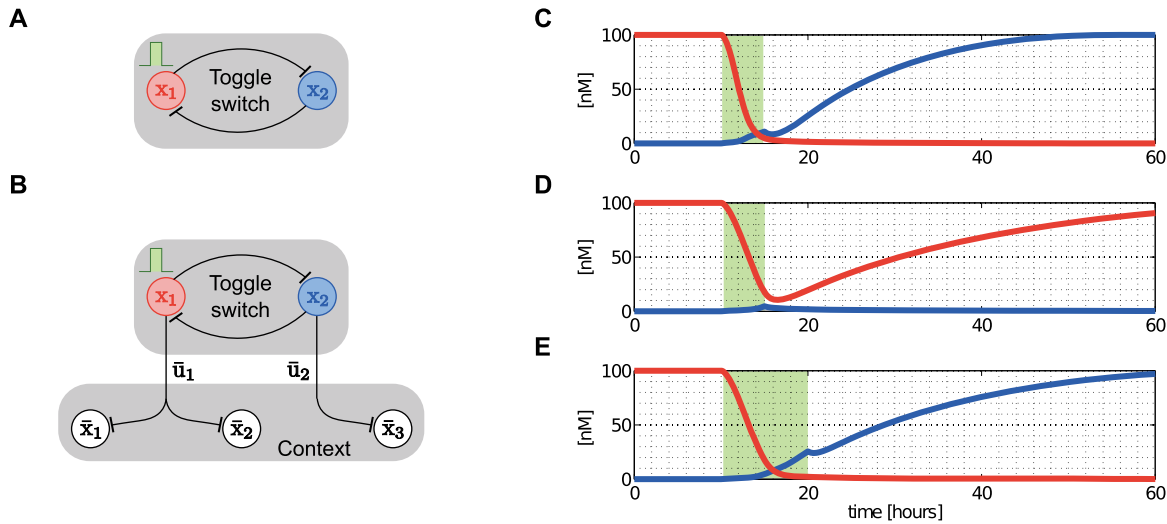 A
x₁
Toggle
switch
x₂
B
x₁
Toggle
switch
x₂
ū₁
ū₂
x̄₁
x̄₂
x̄₃
Context
C
100
50
0
[nM]
0
20
40
60
D
100
50
0
[nM]
0
20
40
60
E
100
50
0
[nM]
0
20
40
60
time [hours]